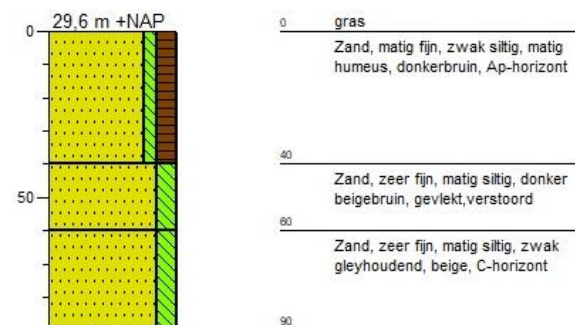 29,6 m +NAP
0
50
0
gras
Zand, matig fijn, zwak siltig, matig
humeus, donkerbruin, Ap-horizont
40
Zand, zeer fijn, matig siltig, donker
beigebruin, gevlekt,verstoord
60
Zand, zeer fijn, matig siltig, zwak
gleyhoudend, beige, C-horizont
90